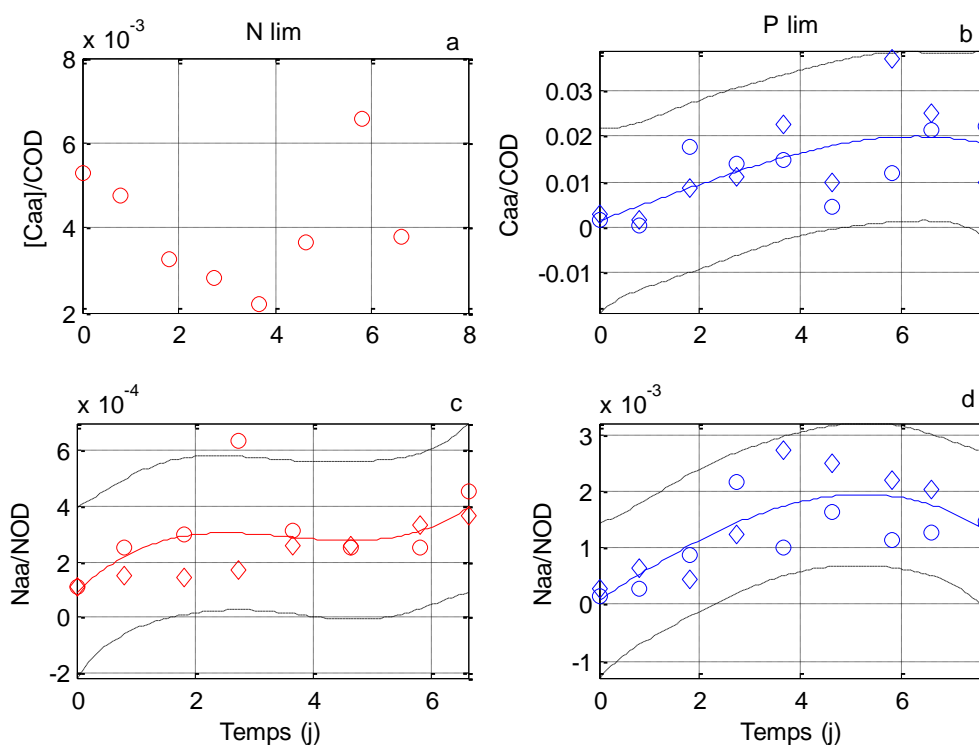 N lim
P lim
x 10^-3
a
b
8
6
4
2
[Caa]/COD
0 2 4 6 8
0.03
0.02
0.01
0
-0.01
Caa/COD
0 2 4 6
x 10^-4
c
x 10^-3
d
6
4
2
0
-2
Naa/NOD
0 2 4 6
Temps (j)
3
2
1
0
-1
Naa/NOD
0 2 4 6
Temps (j)